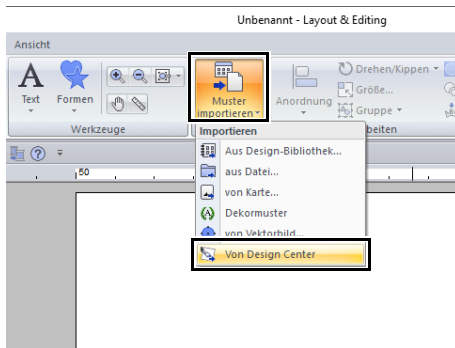 Unbenannt - Layout & Editing
Ansicht
Text
Formen
Werkzeuge
Muster
importieren
Anordnung
Drehen/Kippen
Größe...
Gruppe
beiten
Importieren
Aus Design-Bibliothek...
aus Datei...
von Karte...
Dekormuster
von Vektorbild...
Von Design Center
50